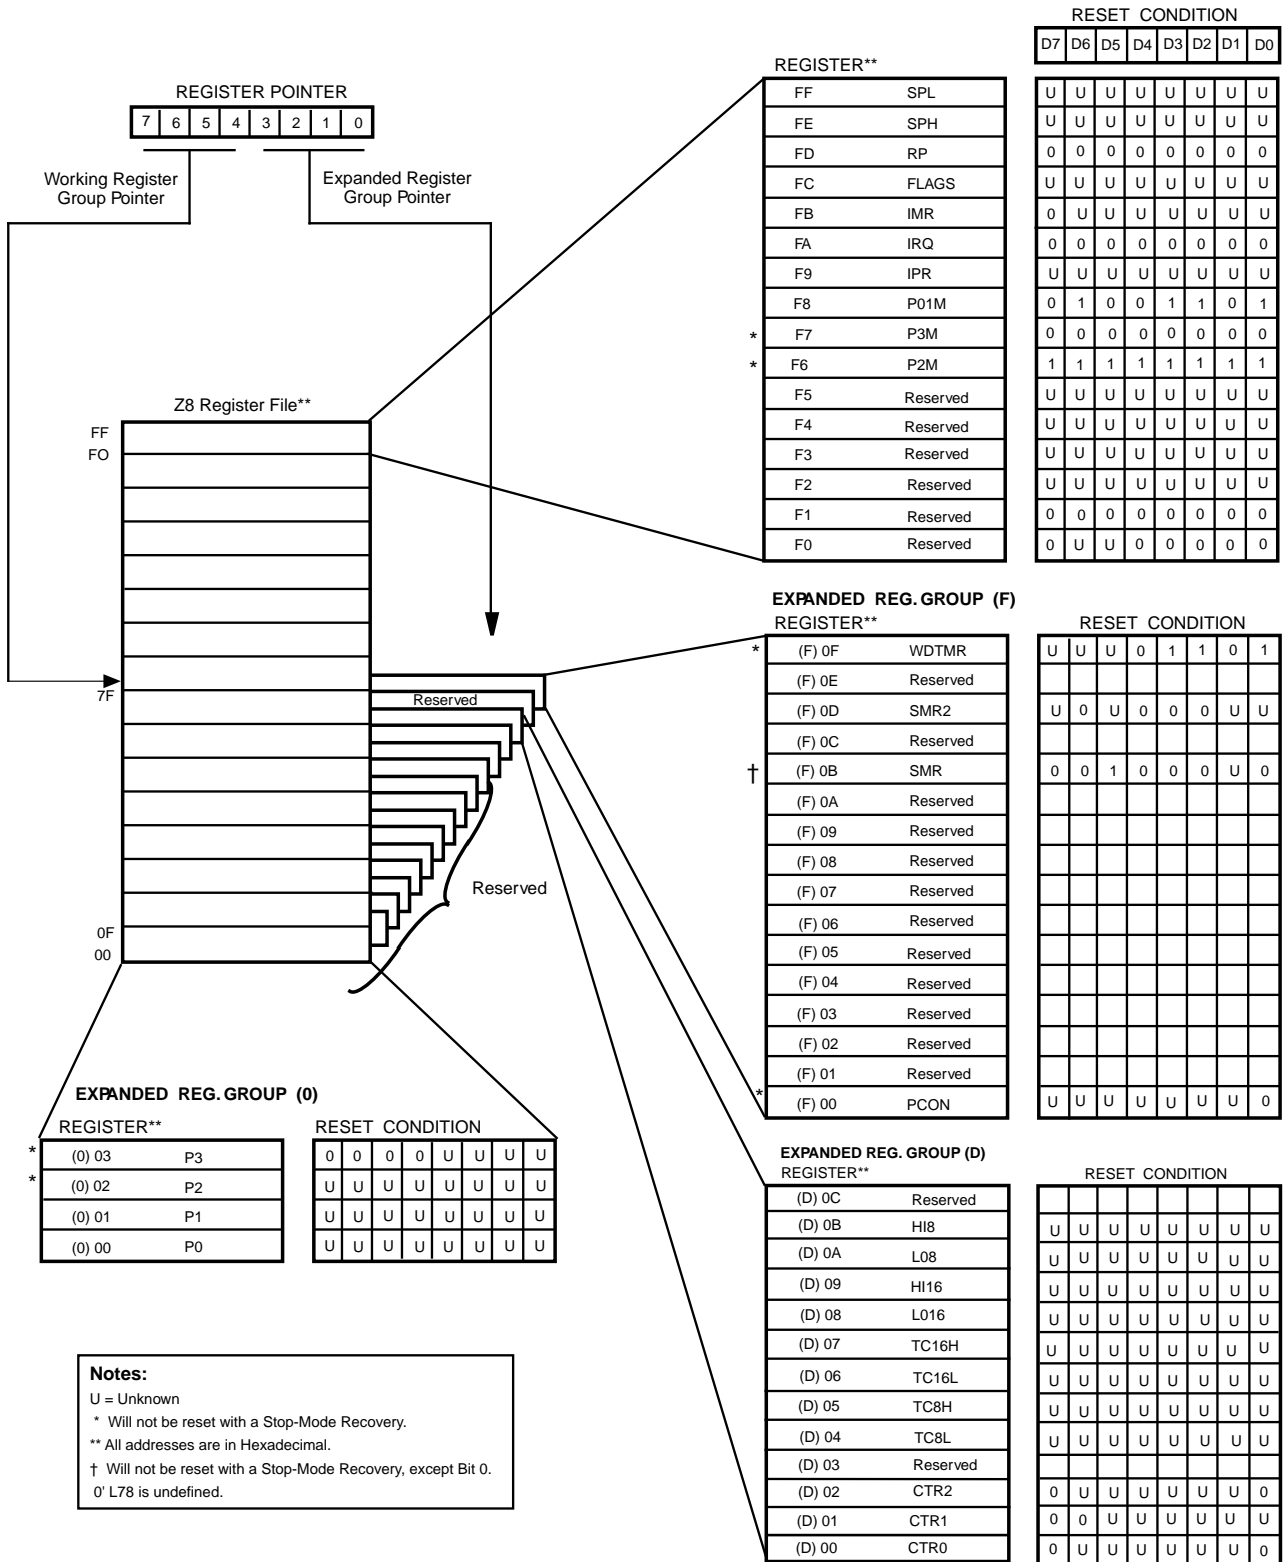 RESET CONDITION
D7 D6 D5 D4 D3 D2 D1 D0
REGISTER**
FF SPL U U U U U U U U
FE SPH U U U U U U U U
FD RP 0 0 0 0 0 0 0 0
FC FLAGS U U U U U U U U
FB IMR 0 U U U U U U U
FA IRQ 0 0 0 0 0 0 0 0
F9 IPR U U U U U U U U
F8 P01M 0 1 0 0 1 1 0 1
* F7 P3M 0 0 0 0 0 0 0 0
* F6 P2M 1 1 1 1 1 1 1 1
F5 Reserved U U U U U U U U
F4 Reserved U U U U U U U U
F3 Reserved U U U U U U U U
F2 Reserved U U U U U U U U
F1 Reserved 0 0 0 0 0 0 0 0
F0 Reserved 0 U U 0 0 0 0 0
REGISTER POINTER
7 6 5 4 3 2 1 0
Working Register
Group Pointer
Expanded Register
Group Pointer
Z8 Register File**
FF
FO
7F
Reserved
Reserved
0F
00
EXPANDED REG. GROUP (F)
REGISTER** RESET CONDITION
* (F) 0F WDTMR U U U 0 1 1 0 1
(F) 0E Reserved
(F) 0D SMR2 U 0 U 0 0 0 U U
(F) 0C Reserved
† (F) 0B SMR 0 0 1 0 0 0 U 0
(F) 0A Reserved
(F) 09 Reserved
(F) 08 Reserved
(F) 07 Reserved
(F) 06 Reserved
(F) 05 Reserved
(F) 04 Reserved
(F) 03 Reserved
(F) 02 Reserved
(F) 01 Reserved
* (F) 00 PCON U U U U U U U 0
EXPANDED REG. GROUP (0)
REGISTER** RESET CONDITION
* (0) 03 P3 0 0 0 0 U U U U
* (0) 02 P2 U U U U U U U U
(0) 01 P1 U U U U U U U U
(0) 00 P0 U U U U U U U U
EXPANDED REG. GROUP (D)
REGISTER** RESET CONDITION
(D) 0C Reserved
(D) 0B HI8 U U U U U U U U
(D) 0A L08 U U U U U U U U
(D) 09 HI16 U U U U U U U U
(D) 08 L016 U U U U U U U U
(D) 07 TC16H U U U U U U U U
(D) 06 TC16L U U U U U U U U
(D) 05 TC8H U U U U U U U U
(D) 04 TC8L U U U U U U U U
(D) 03 Reserved
(D) 02 CTR2 0 U U U U U U 0
(D) 01 CTR1 0 0 U U U U U U
(D) 00 CTR0 0 U U U U U U 0
Notes:
U = Unknown
* Will not be reset with a Stop-Mode Recovery.
** All addresses are in Hexadecimal.
† Will not be reset with a Stop-Mode Recovery, except Bit 0.
0' L78 is undefined.